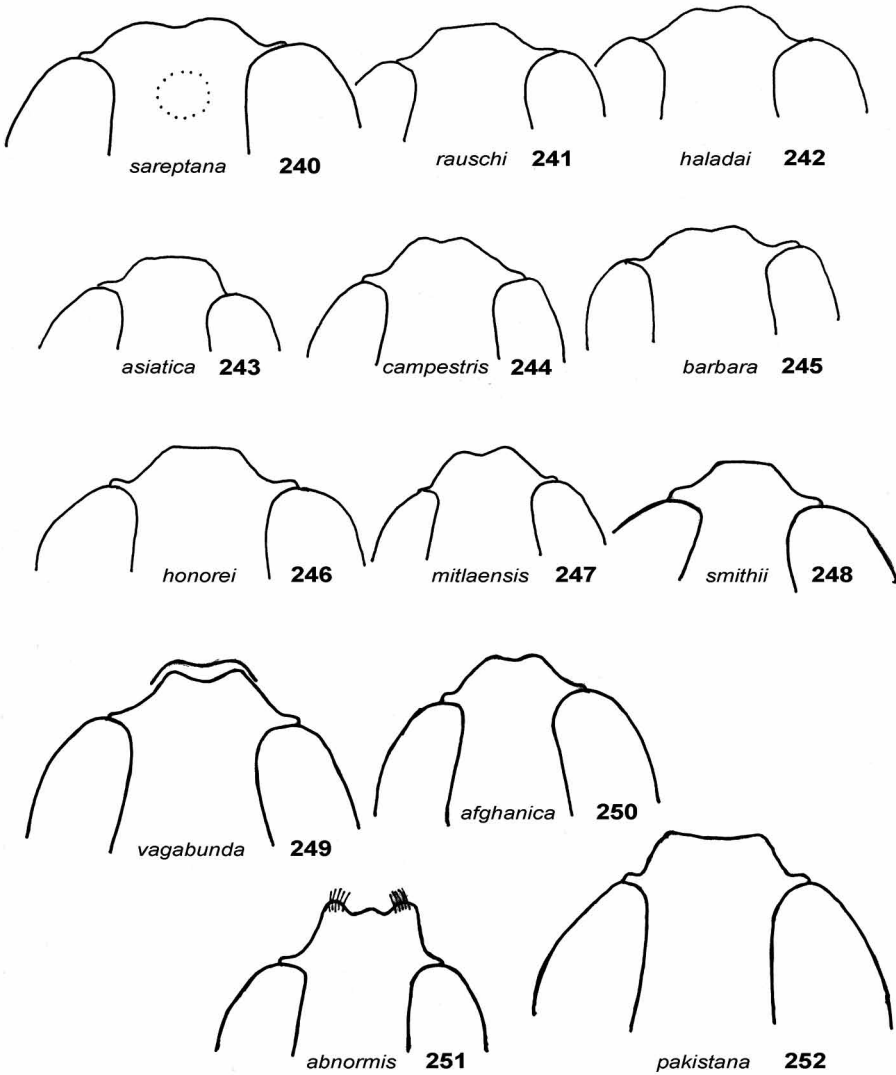 sareptana 240
rauschi 241
haladai 242
asiatica 243
campestris 244
barbara 245
honorei 246
mitlaensis 247
smithii 248
vagabunda 249
afghanica 250
abnormis 251
pakistana 252